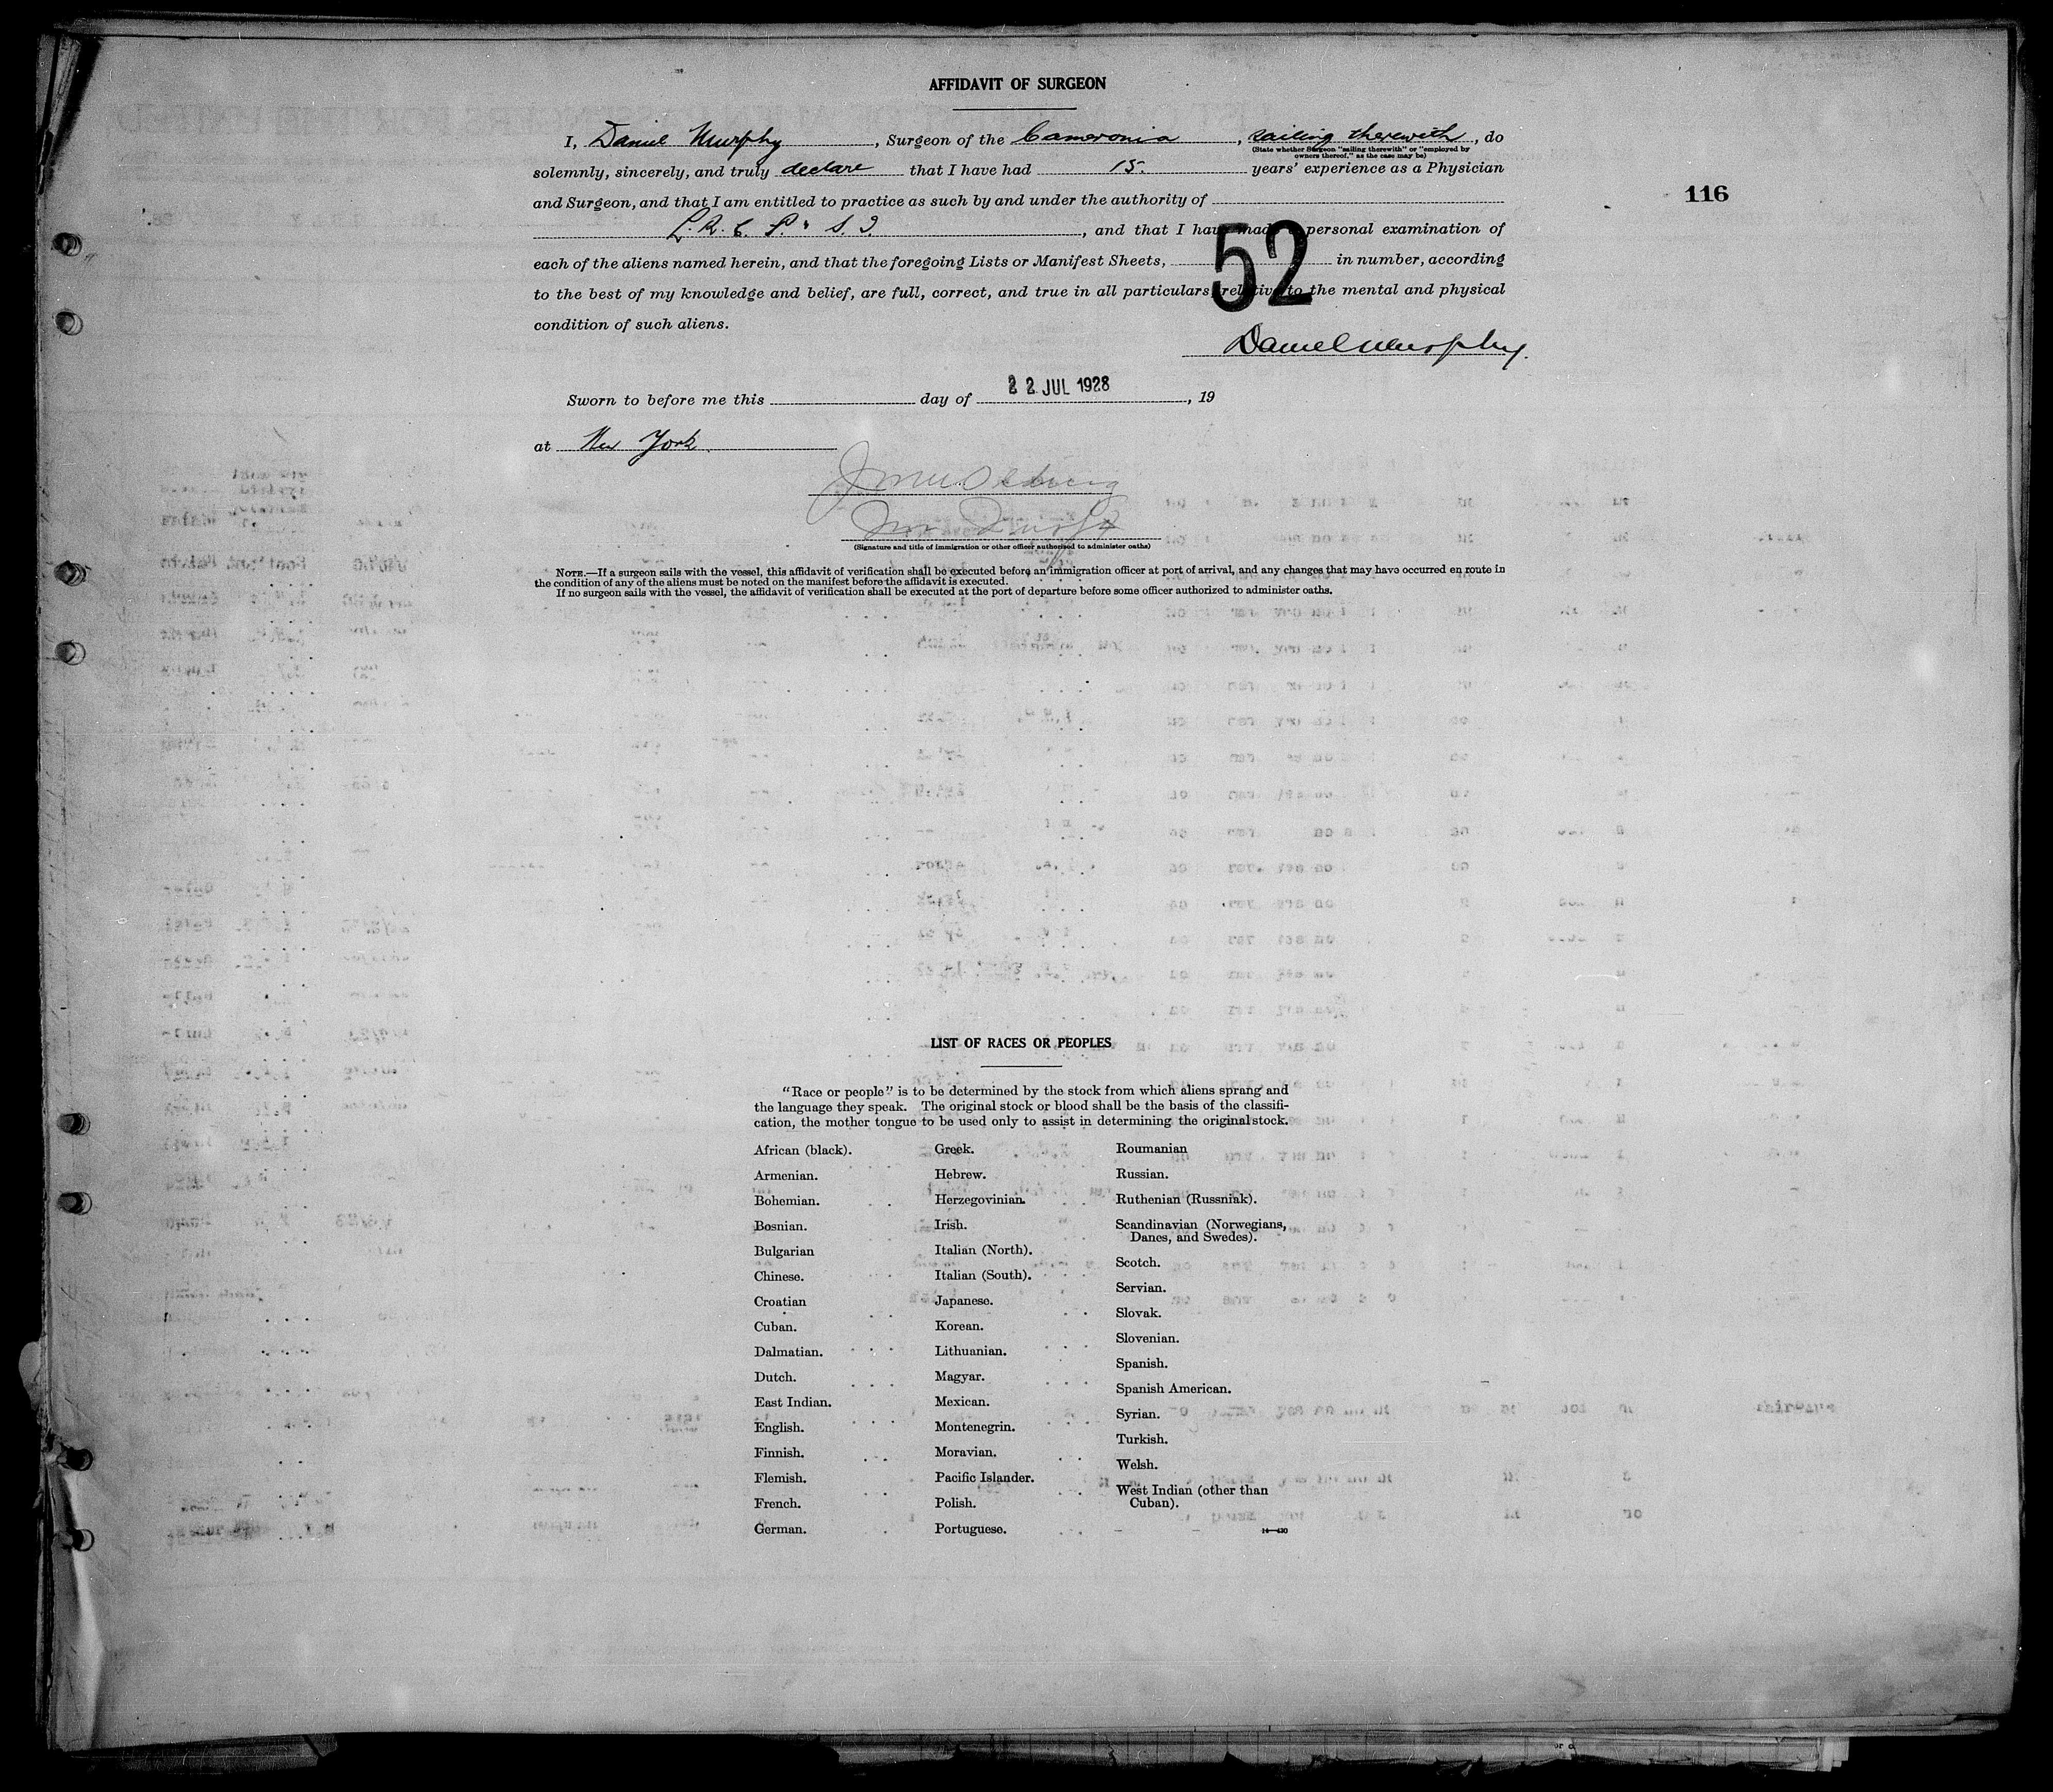 AFFIDAVIT OF SURGEON
I, Daniel Murphy, Surgeon of the Cameronia, sailing therewith, do
(State whether Surgeon "sailing therewith" or "employed by
owners thereof," as the case may be)
solemnly, sincerely, and truly declare that I have had 15. years' experience as a Physician
116
and Surgeon, and that I am entitled to practice as such by and under the authority of
L. R. C. P. & S. I., and that I have made personal examination of
each of the aliens named herein, and that the foregoing Lists or Manifest Sheets, 52 in number, according
to the best of my knowledge and belief, are full, correct, and true in all particulars relative to the mental and physical
condition of such aliens.
Daniel Murphy.
Sworn to before me this day of 22 JUL 1928, 19
at New York.
(Signature and title of immigration or other officer authorized to administer oaths)
NOTE.—If a surgeon sails with the vessel, this affidavit of verification shall be executed before an immigration officer at port of arrival, and any changes that may have occurred en route in
the condition of any of the aliens must be noted on the manifest before the affidavit is executed.
If no surgeon sails with the vessel, the affidavit of verification shall be executed at the port of departure before some officer authorized to administer oaths.
LIST OF RACES OR PEOPLES
"Race or people" is to be determined by the stock from which aliens sprang and
the language they speak. The original stock or blood shall be the basis of the classifi-
cation, the mother tongue to be used only to assist in determining the original stock.
African (black).
Armenian.
Bohemian.
Bosnian.
Bulgarian
Chinese.
Croatian
Cuban.
Dalmatian.
Dutch.
East Indian.
English.
Finnish.
Flemish.
French.
German.
Greek.
Hebrew.
Herzegovinian.
Irish.
Italian (North).
Italian (South).
Japanese.
Korean.
Lithuanian.
Magyar.
Mexican.
Montenegrin.
Moravian.
Pacific Islander.
Polish.
Portuguese.
Roumanian
Russian.
Ruthenian (Russniak).
Scandinavian (Norwegians,
Danes, and Swedes).
Scotch.
Servian.
Slovak.
Slovenian.
Spanish.
Spanish American.
Syrian.
Turkish.
Welsh.
West Indian (other than
Cuban).